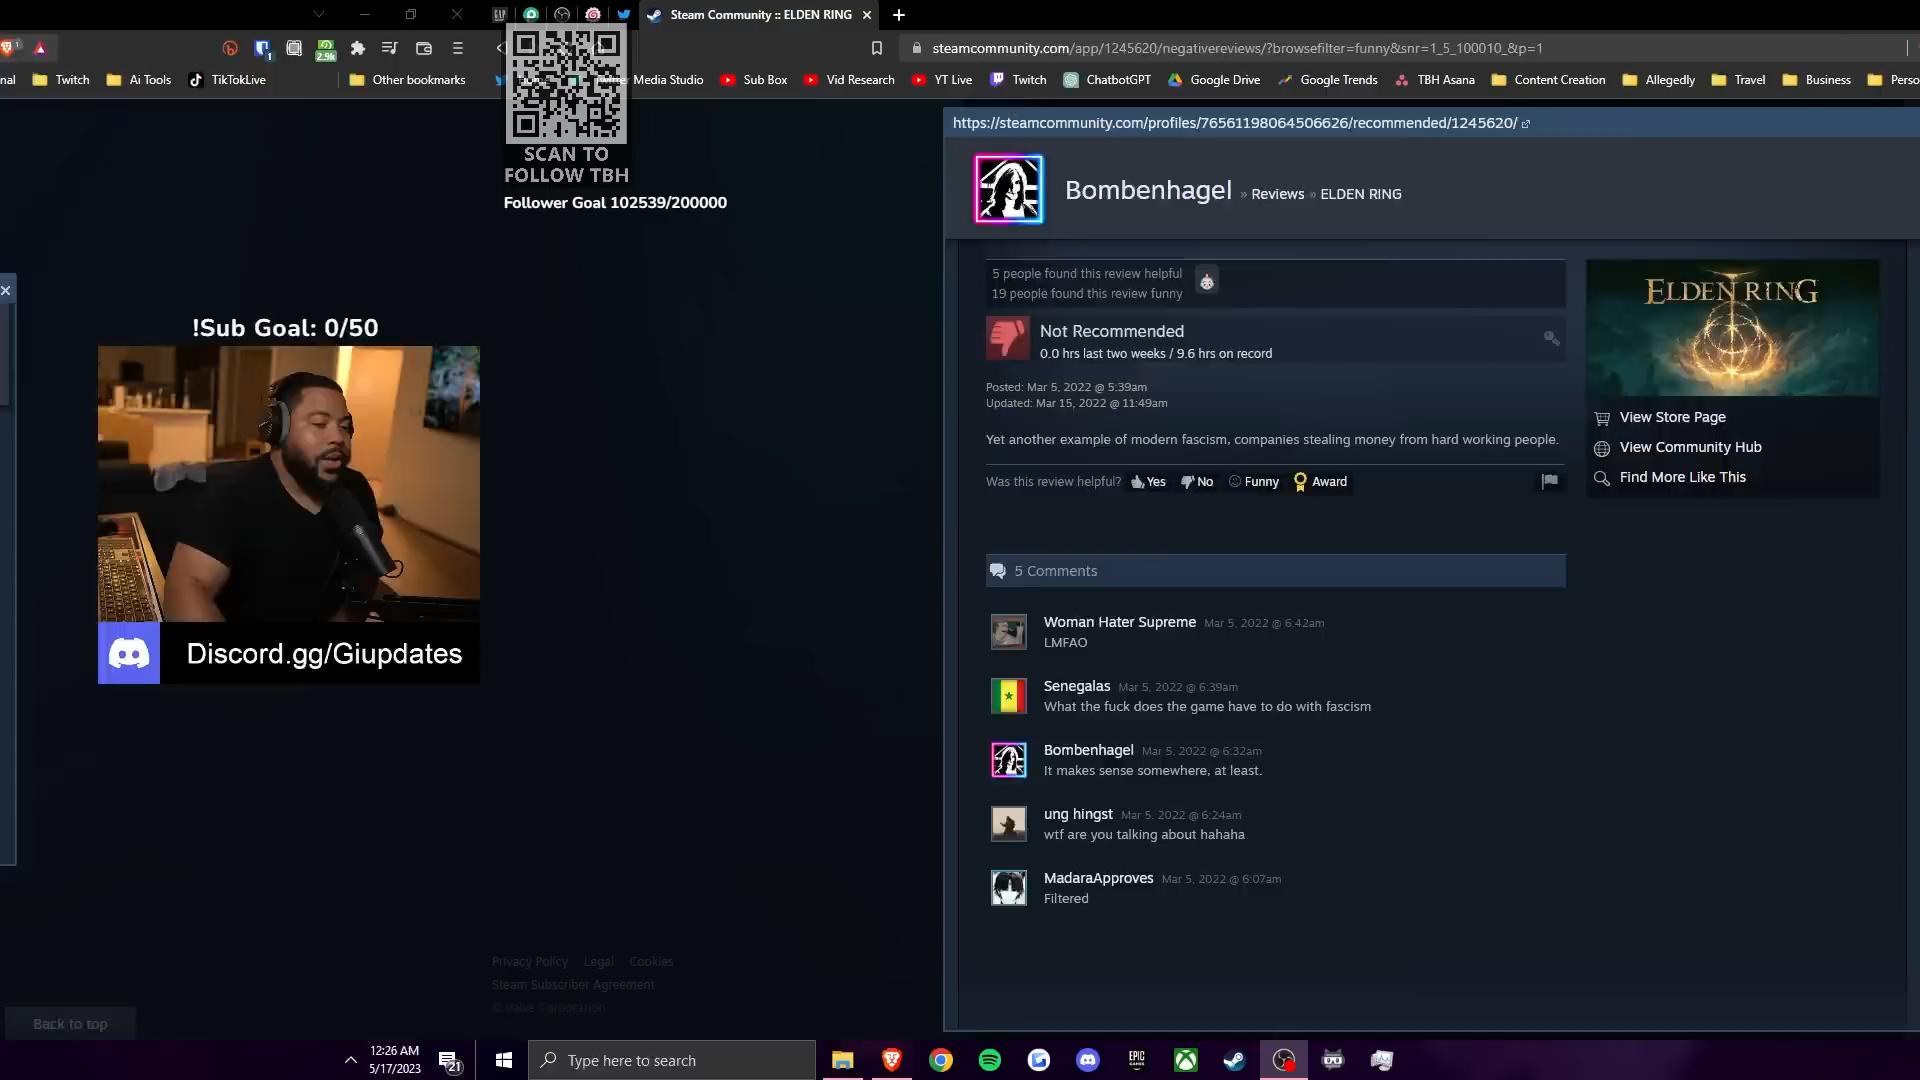 Steam Community :: ELDEN RING
steamcommunity.com/app/1245620/negativereviews/?browsefilter=funny&snr=1_5_100010_&p=1
2.9k
Twitch
Ai Tools
TikTokLive
Other bookmarks
Media Studio
Sub Box
Vid Research
YT Live
Twitch
ChatbotGPT
Google Drive
Google Trends
TBH Asana
Content Creation
Allegedly
Travel
Business
SCAN TO
FOLLOW TBH
Follower Goal 102539/200000
!Sub Goal: 0/50
Discord.gg/Giupdates
https://steamcommunity.com/profiles/76561198064506626/recommended/1245620/
Bombenhagel » Reviews » ELDEN RING
5 people found this review helpful
19 people found this review funny
Not Recommended
0.0 hrs last two weeks / 9.6 hrs on record
Posted: Mar 5, 2022 @ 5:39am
Updated: Mar 15, 2022 @ 11:49am
Yet another example of modern fascism, companies stealing money from hard working people.
Was this review helpful? Yes No Funny Award
ELDEN RING
View Store Page
View Community Hub
Find More Like This
5 Comments
Woman Hater Supreme Mar 5, 2022 @ 6:42am
LMFAO
Senegalas Mar 5, 2022 @ 6:39am
What the fuck does the game have to do with fascism
Bombenhagel Mar 5, 2022 @ 6:32am
It makes sense somewhere, at least.
ung hingst Mar 5, 2022 @ 6:24am
wtf are you talking about hahaha
MadaraApproves Mar 5, 2022 @ 6:07am
Filtered
Privacy Policy Legal Cookies
Steam Subscriber Agreement
© Valve Corporation
Back to top
12:26 AM
5/17/2023
21
Type here to search
EPIC
GAMES